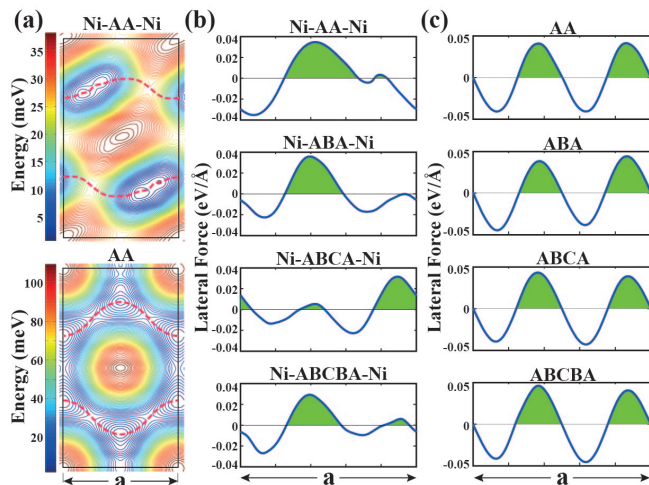 (a) Ni-AA-Ni
35
30
25
20
15
10
5
Energy (meV)
AA
100
80
60
40
20
Energy (meV)
a
(b) Ni-AA-Ni
0.04
0.02
0
-0.02
-0.04
Ni-ABA-Ni
0.04
0.02
0
-0.02
-0.04
Ni-ABCA-Ni
0.04
0.02
0
-0.02
-0.04
Ni-ABCBA-Ni
0.04
0.02
0
-0.02
-0.04
Lateral Force (eV/Å)
a
(c) AA
0.05
0
-0.05
ABA
0.05
0
-0.05
ABCA
0.05
0
-0.05
ABCBA
0.05
0
-0.05
Lateral Force (eV/Å)
a